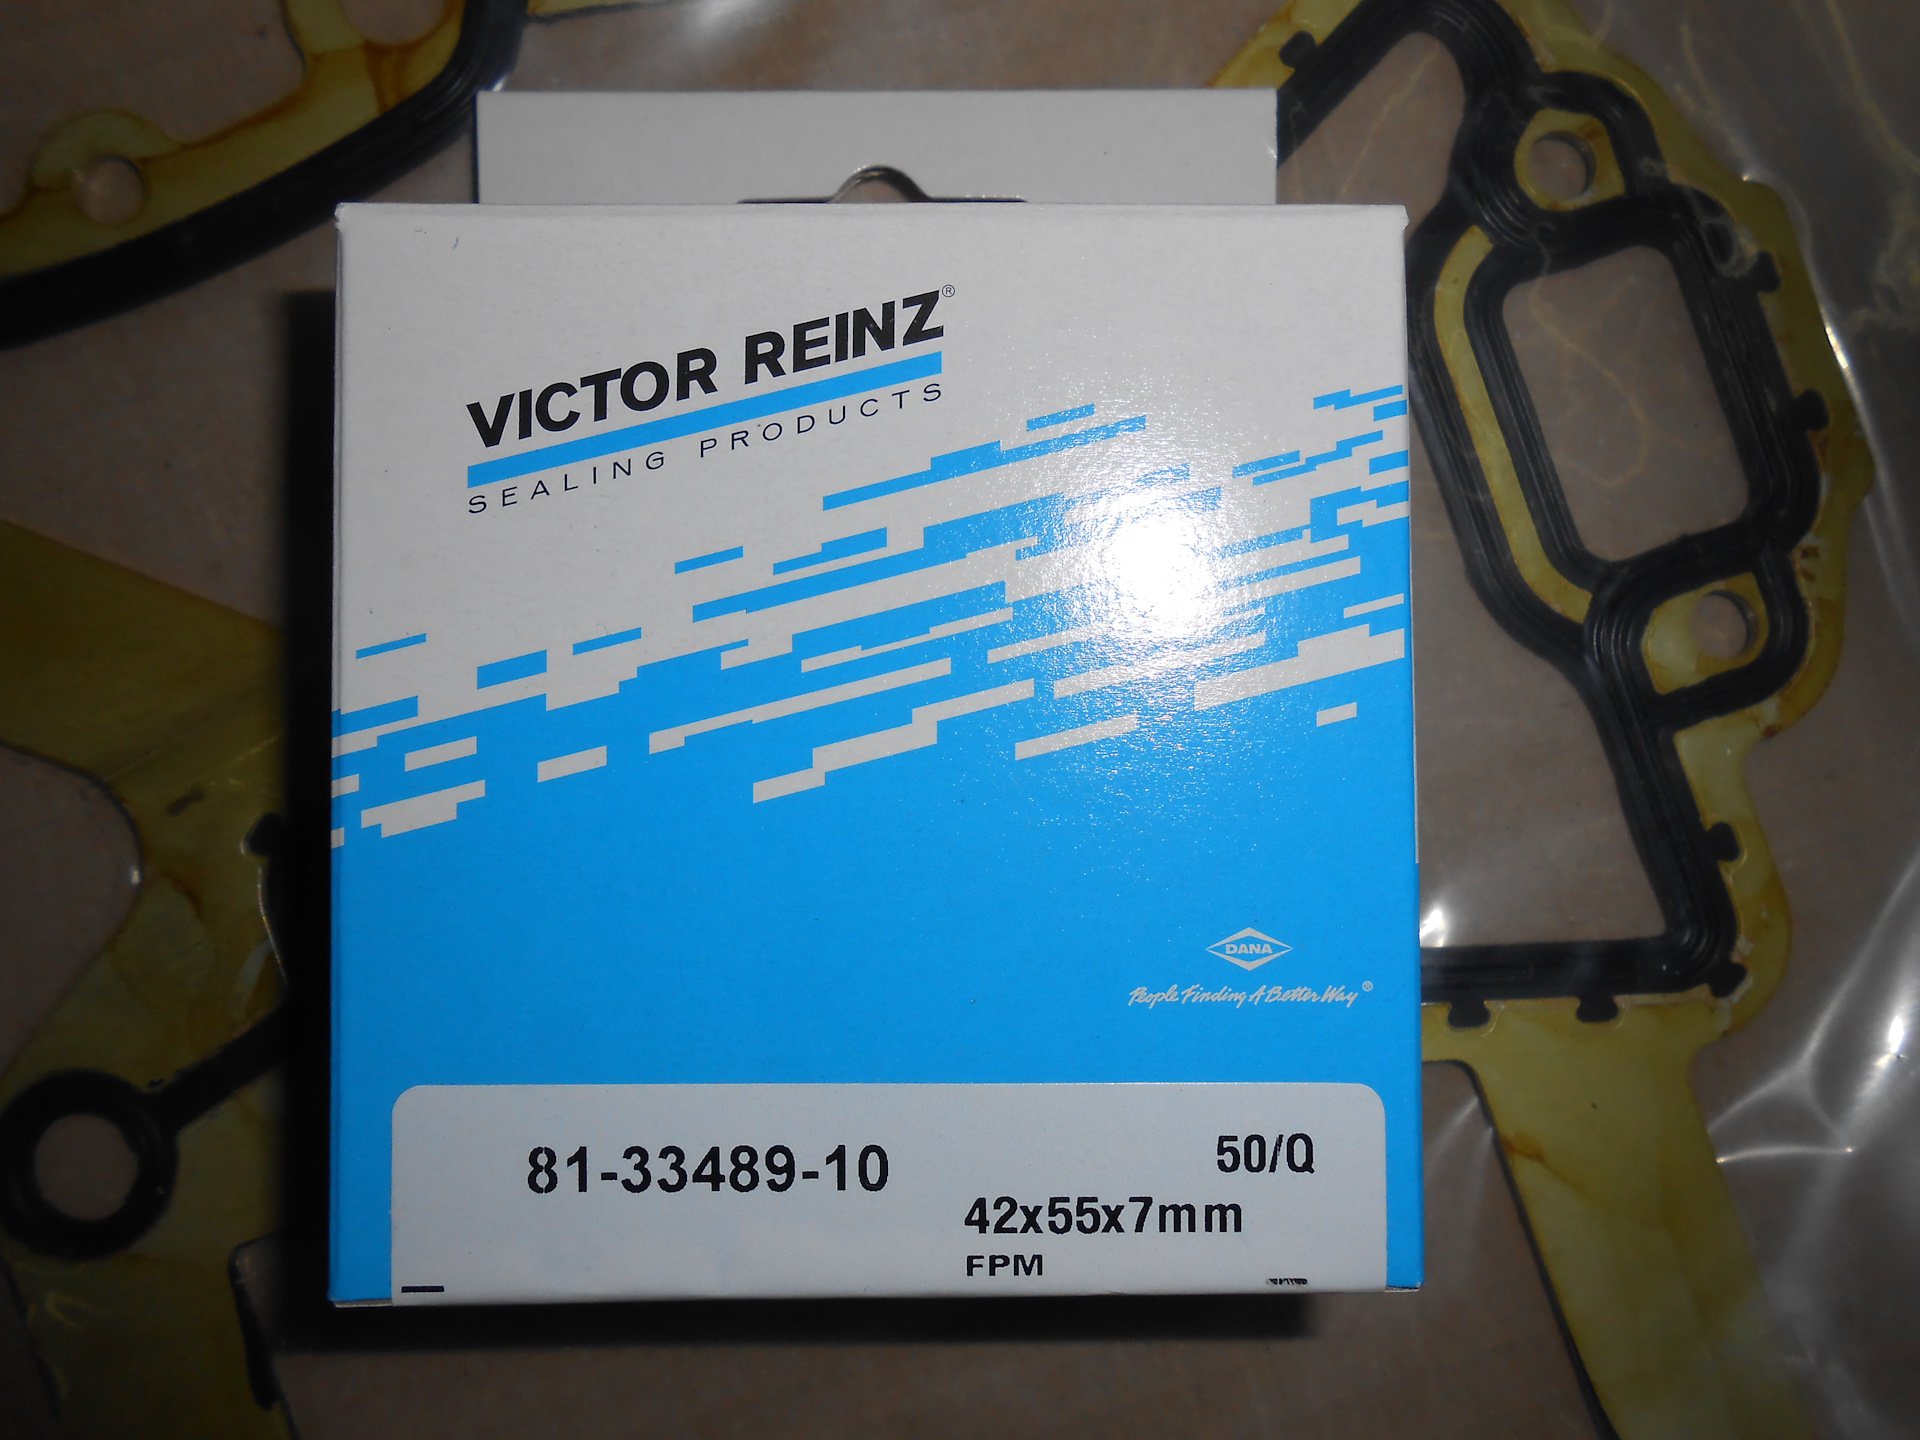 VICTOR REINZ®
SEALING PRODUCTS
DANA
People Finding A Better Way®
81-33489-10
50/Q
42x55x7mm
FPM